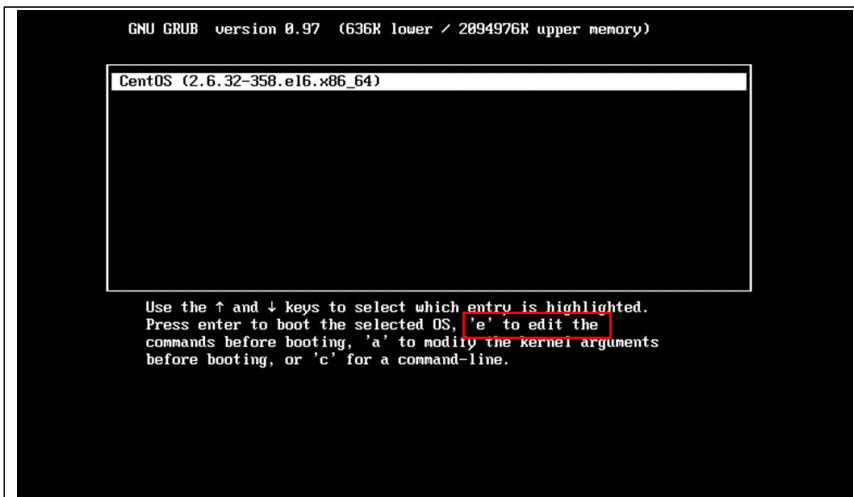 GNU GRUB  version 0.97  (636K lower / 2094976K upper memory)
CentOS (2.6.32-358.el6.x86_64)
Use the ↑ and ↓ keys to select which entry is highlighted.
Press enter to boot the selected OS, 'e' to edit the
commands before booting, 'a' to modify the kernel arguments
before booting, or 'c' for a command-line.